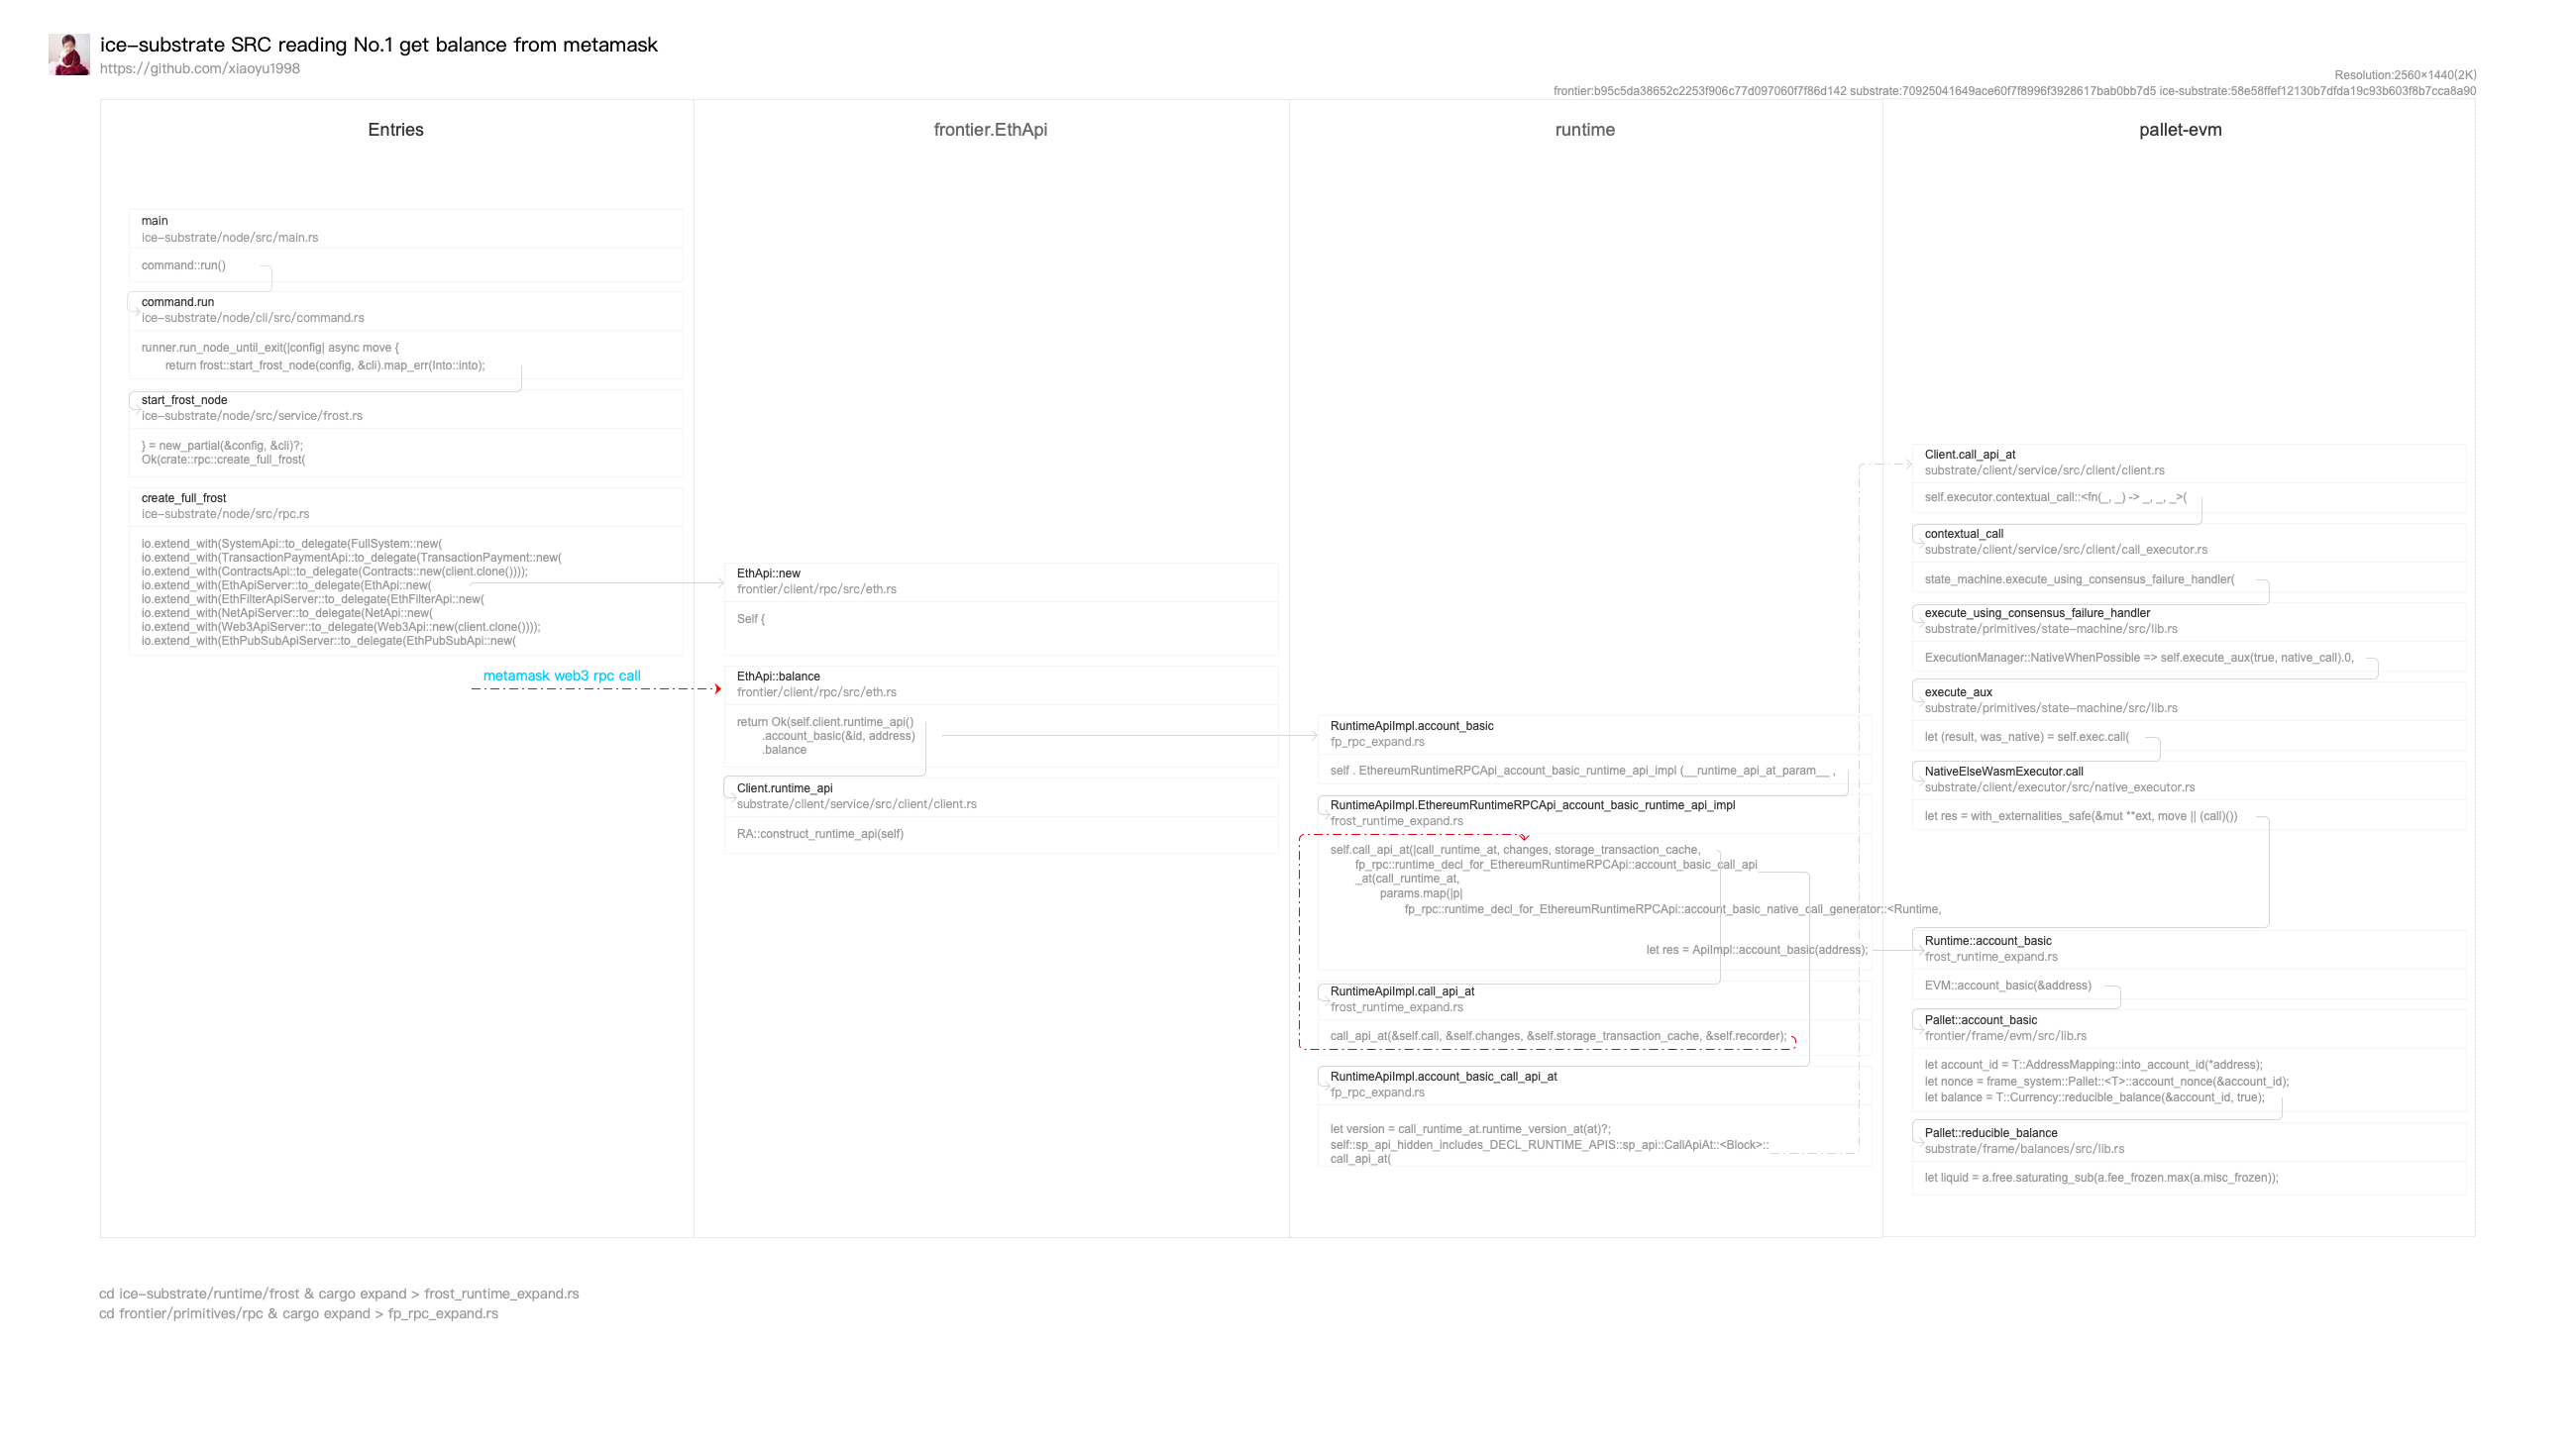 ice-substrate SRC reading No.1 get balance from metamask
https://github.com/xiaoyu1998
Resolution:2560×1440(2K)
frontier:b95c5da38652c2253f906c77d097060f7f86d142 substrate:70925041649ace60f7f8996f3928617bab0bb7d5 ice-substrate:58e58ffef12130b7dfda19c93b603f8b7cca8a90
Entries
main
ice-substrate/node/src/main.rs
command::run()
command.run
ice-substrate/node/cli/src/command.rs
runner.run_node_until_exit(|config| async move {
return frost::start_frost_node(config, &cli).map_err(Into::into);
start_frost_node
ice-substrate/node/src/service/frost.rs
} = new_partial(&config, &cli)?;
Ok(crate::rpc::create_full_frost(
create_full_frost
ice-substrate/node/src/rpc.rs
io.extend_with(SystemApi::to_delegate(FullSystem::new(
io.extend_with(TransactionPaymentApi::to_delegate(TransactionPayment::new(
io.extend_with(ContractsApi::to_delegate(Contracts::new(client.clone())));
io.extend_with(EthApiServer::to_delegate(EthApi::new(
io.extend_with(EthFilterApiServer::to_delegate(EthFilterApi::new(
io.extend_with(NetApiServer::to_delegate(NetApi::new(
io.extend_with(Web3ApiServer::to_delegate(Web3Api::new(client.clone())));
io.extend_with(EthPubSubApiServer::to_delegate(EthPubSubApi::new(
metamask web3 rpc call
frontier.EthApi
EthApi::new
frontier/client/rpc/src/eth.rs
Self {
EthApi::balance
frontier/client/rpc/src/eth.rs
return Ok(self.client.runtime_api()
.account_basic(&id, address)
.balance
Client.runtime_api
substrate/client/service/src/client/client.rs
RA::construct_runtime_api(self)
runtime
RuntimeApiImpl.account_basic
fp_rpc_expand.rs
self . EthereumRuntimeRPCApi_account_basic_runtime_api_impl (__runtime_api_at_param__ ,
RuntimeApiImpl.EthereumRuntimeRPCApi_account_basic_runtime_api_impl
frost_runtime_expand.rs
self.call_api_at(|call_runtime_at, changes, storage_transaction_cache,
fp_rpc::runtime_decl_for_EthereumRuntimeRPCApi::account_basic_call_api
_at(call_runtime_at,
params.map(|p|
fp_rpc::runtime_decl_for_EthereumRuntimeRPCApi::account_basic_native_call_generator::<Runtime,
let res = ApiImpl::account_basic(address);
RuntimeApiImpl.call_api_at
frost_runtime_expand.rs
call_api_at(&self.call, &self.changes, &self.storage_transaction_cache, &self.recorder);
RuntimeApiImpl.account_basic_call_api_at
fp_rpc_expand.rs
let version = call_runtime_at.runtime_version_at(at)?;
self::sp_api_hidden_includes_DECL_RUNTIME_APIS::sp_api::CallApiAt::<Block>::
call_api_at(
pallet-evm
Client.call_api_at
substrate/client/service/src/client/client.rs
self.executor.contextual_call::<fn(_, _) -> _, _, _>(
contextual_call
substrate/client/service/src/client/call_executor.rs
state_machine.execute_using_consensus_failure_handler(
execute_using_consensus_failure_handler
substrate/primitives/state-machine/src/lib.rs
ExecutionManager::NativeWhenPossible => self.execute_aux(true, native_call).0,
execute_aux
substrate/primitives/state-machine/src/lib.rs
let (result, was_native) = self.exec.call(
NativeElseWasmExecutor.call
substrate/client/executor/src/native_executor.rs
let res = with_externalities_safe(&mut **ext, move || (call)())
Runtime::account_basic
frost_runtime_expand.rs
EVM::account_basic(&address)
Pallet::account_basic
frontier/frame/evm/src/lib.rs
let account_id = T::AddressMapping::into_account_id(*address);
let nonce = frame_system::Pallet::<T>::account_nonce(&account_id);
let balance = T::Currency::reducible_balance(&account_id, true);
Pallet::reducible_balance
substrate/frame/balances/src/lib.rs
let liquid = a.free.saturating_sub(a.fee_frozen.max(a.misc_frozen));
cd ice-substrate/runtime/frost & cargo expand > frost_runtime_expand.rs
cd frontier/primitives/rpc & cargo expand > fp_rpc_expand.rs